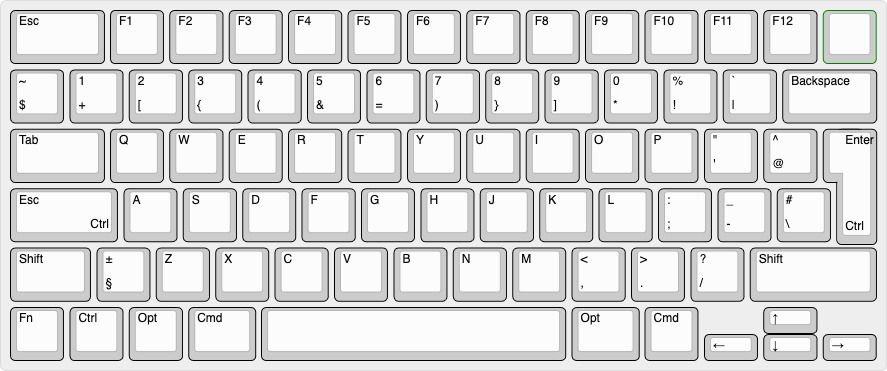 Esc F1 F2 F3 F4 F5 F6 F7 F8 F9 F10 F11 F12
~ 1 2 3 4 5 6 7 8 9 0 % ` Backspace
$ + [ { ( & = ) } ] * ! |
Tab Q W E R T Y U I O P " ^ Enter
' @
Esc A S D F G H J K L : _ #
Ctrl ; - \ Ctrl
Shift ± Z X C V B N M < > ? Shift
§ , . /
Fn Ctrl Opt Cmd Opt Cmd ↑
← ↓ →